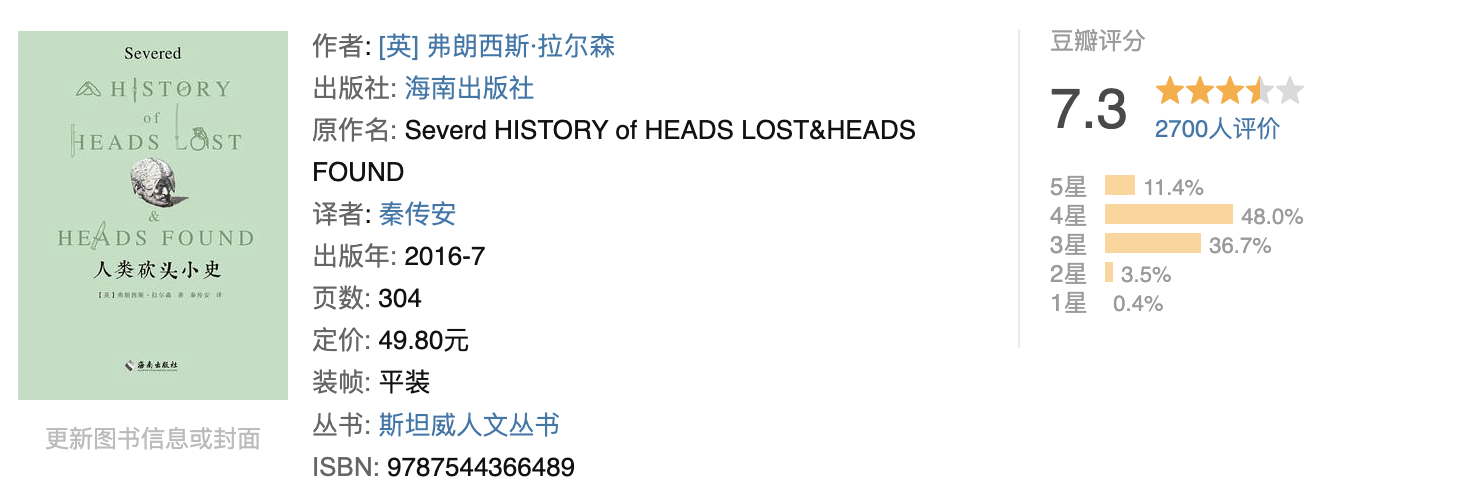 Severed
A HISTORY
of
HEADS LOST
&
HEADS FOUND
人类砍头小史
[英] 弗朗西斯·拉尔森 著 秦传安 译
海南出版社
更新图书信息或封面
作者: [英] 弗朗西斯·拉尔森
出版社: 海南出版社
原作名: Severd HISTORY of HEADS LOST&HEADS
FOUND
译者: 秦传安
出版年: 2016-7
页数: 304
定价: 49.80元
装帧: 平装
丛书: 斯坦威人文丛书
ISBN: 9787544366489
豆瓣评分
7.3
2700人评价
5星 11.4%
4星 48.0%
3星 36.7%
2星 3.5%
1星 0.4%